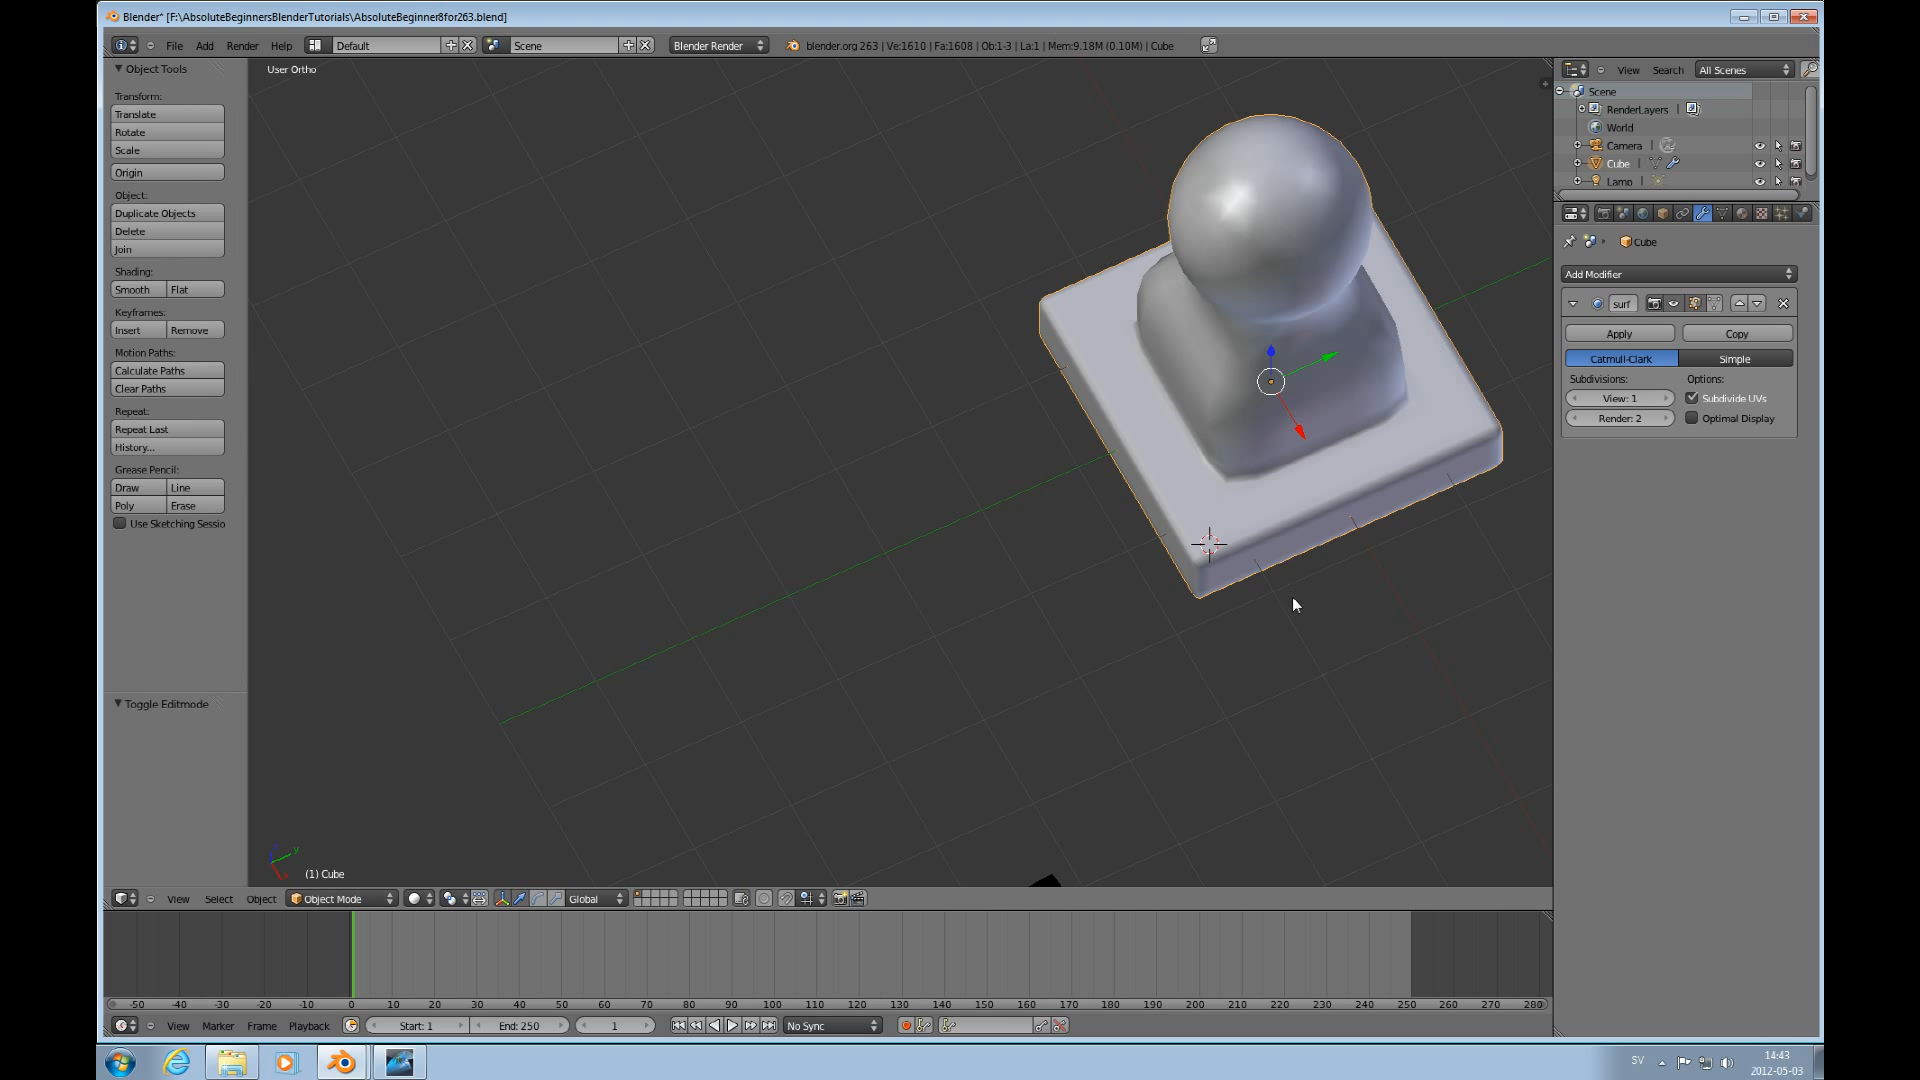 Blender* [F:\AbsoluteBeginnersBlenderTutorials\AbsoluteBeginner8for263.blend]
File Add Render Help Default Scene Blender Render blender.org 263 | Ve:1610 | Fa:1608 | Ob:1-3 | La:1 | Mem:9.18M (0.10M) | Cube
Object Tools
Transform:
Translate
Rotate
Scale
Origin
Object:
Duplicate Objects
Delete
Join
Shading:
Smooth Flat
Keyframes:
Insert Remove
Motion Paths:
Calculate Paths
Clear Paths
Repeat:
Repeat Last
History...
Grease Pencil:
Draw Line
Poly Erase
Use Sketching Sessio
Toggle Editmode
User Ortho
y
(1) Cube
View Search All Scenes
Scene
RenderLayers
World
Camera
Cube
Lamp
Cube
Add Modifier
surf
Apply Copy
Catmull-Clark Simple
Subdivisions: Options:
View: 1 Subdivide UVs
Render: 2 Optimal Display
View Select Object Object Mode Global
-50 -40 -30 -20 -10 0 10 20 30 40 50 60 70 80 90 100 110 120 130 140 150 160 170 180 190 200 210 220 230 240 250 260 270 280
View Marker Frame Playback Start: 1 End: 250 1 No Sync
SV 14:43
2012-05-03